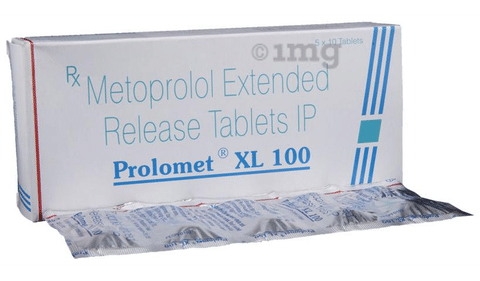 ©1mg
5 x 10 Tablets
Rx Metoprolol Extended
Release Tablets IP
Prolomet® XL 100